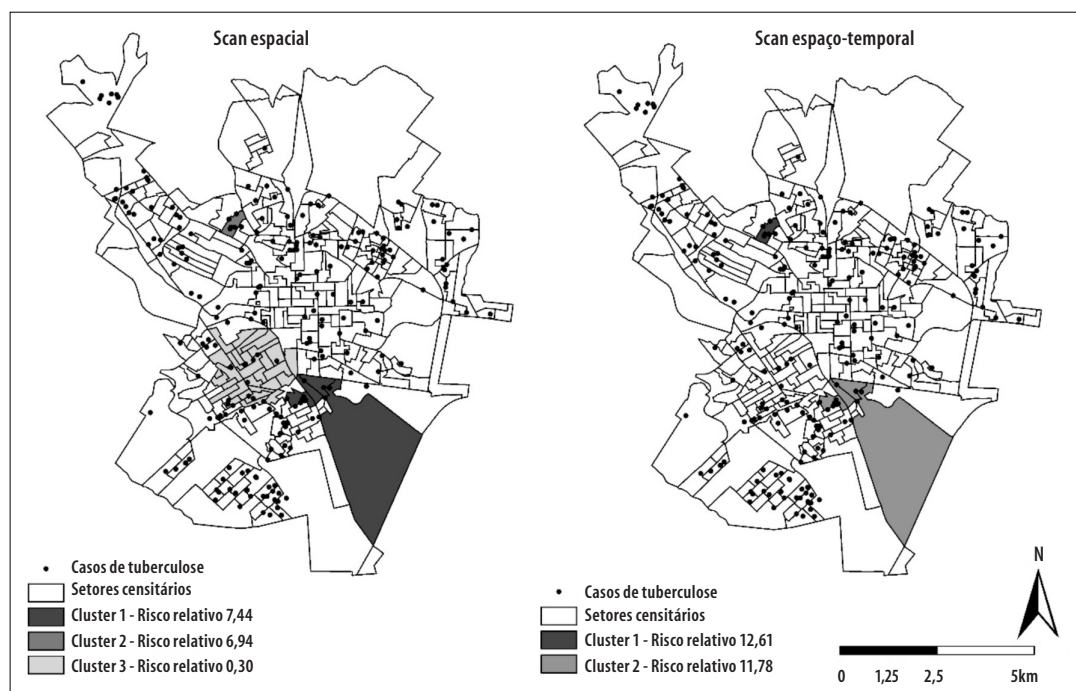 Scan espacial
Scan espaço-temporal
Casos de tuberculose
Setores censitários
Cluster 1 - Risco relativo 7,44
Cluster 2 - Risco relativo 6,94
Cluster 3 - Risco relativo 0,30
Casos de tuberculose
Setores censitários
Cluster 1 - Risco relativo 12,61
Cluster 2 - Risco relativo 11,78
N
0 1,25 2,5 5km